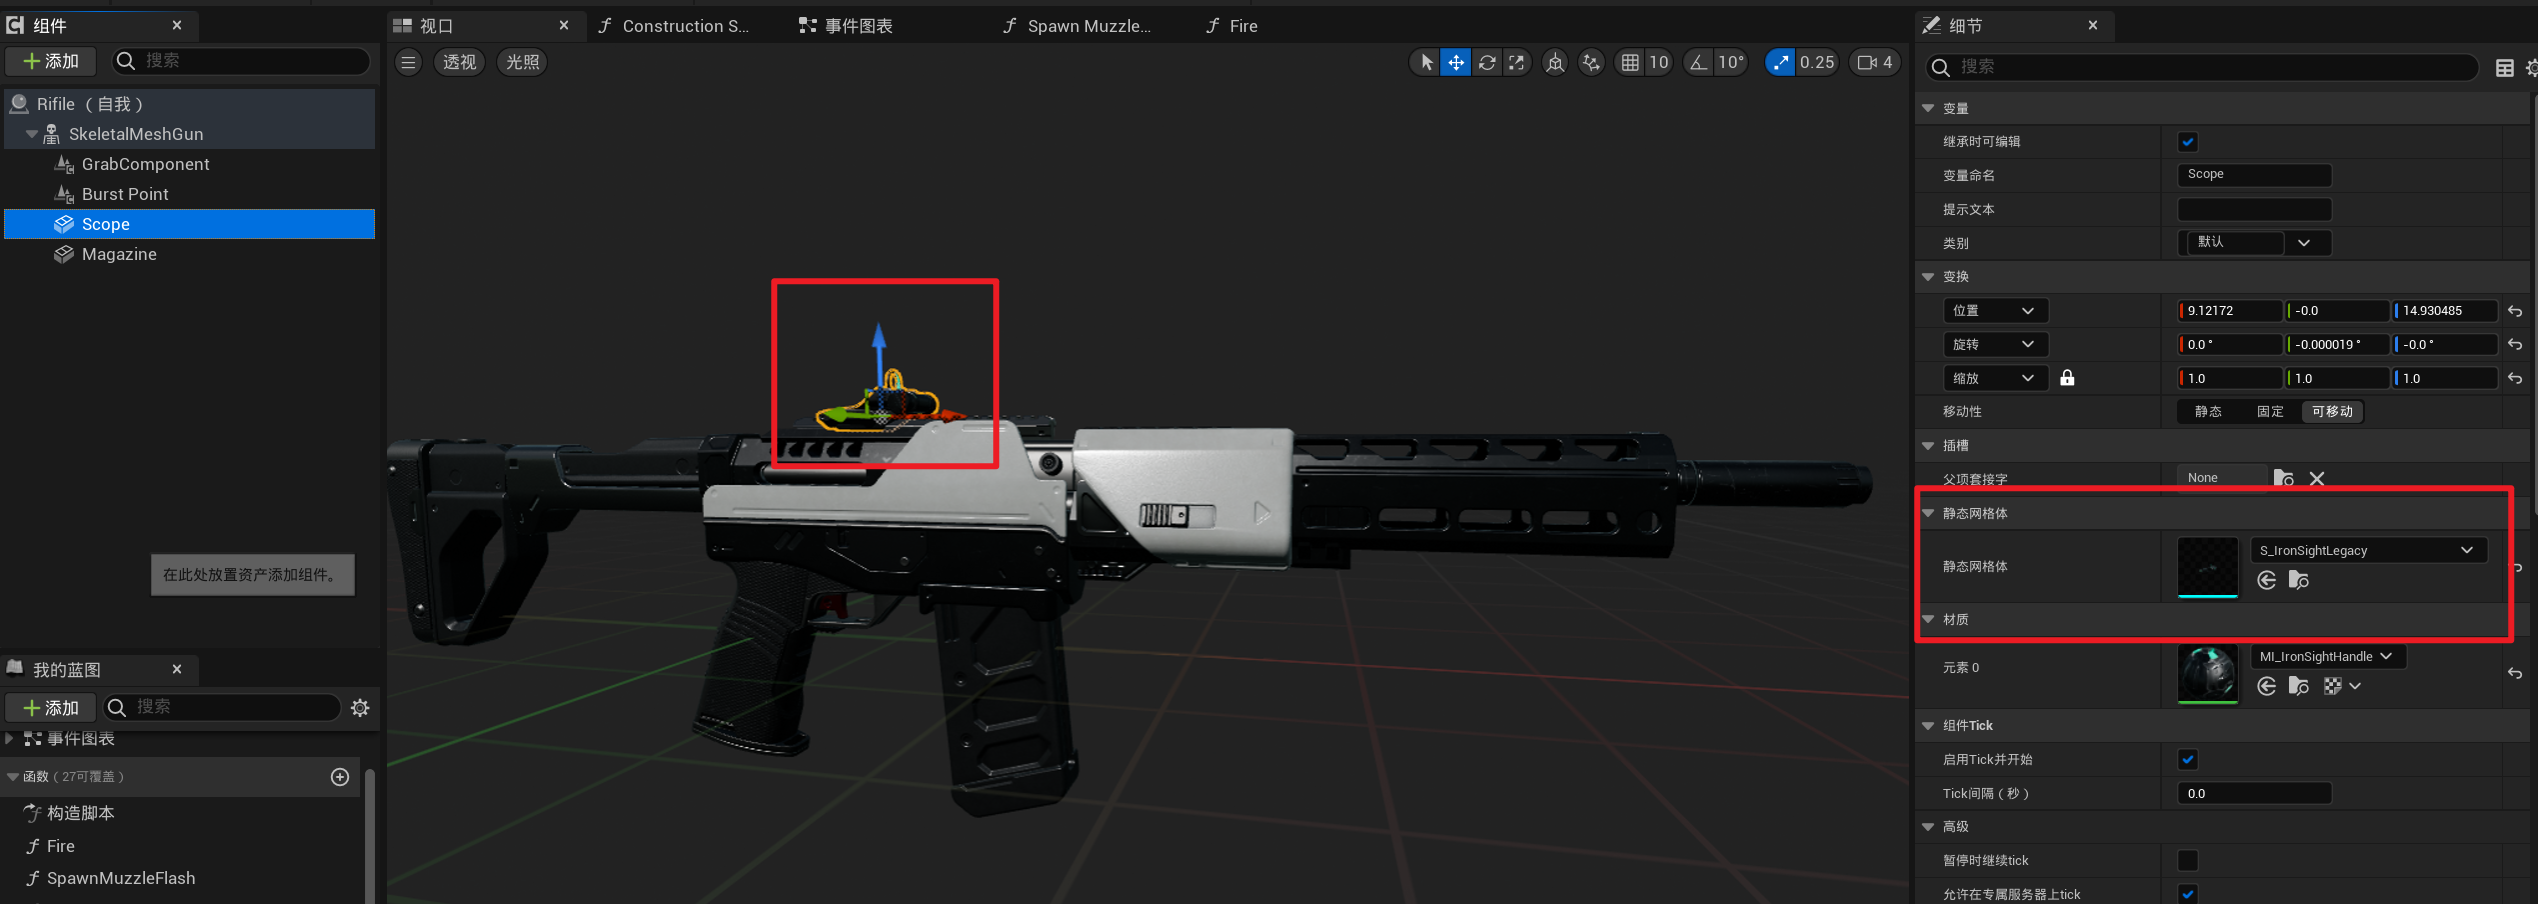 组件
添加
搜索
Rifile （自我）
SkeletalMeshGun
GrabComponent
Burst Point
Scope
Magazine
在此处放置资产添加组件。
我的蓝图
添加
搜索
事件图表
函数（27可覆盖）
构造脚本
Fire
SpawnMuzzleFlash
视口
Construction S...
事件图表
Spawn Muzzle...
Fire
透视
光照
10
10°
0.25
4
细节
搜索
变量
继承时可编辑
变量命名
Scope
提示文本
类别
默认
变换
位置
9.12172
-0.0
14.930485
旋转
0.0 °
-0.000019 °
-0.0 °
缩放
1.0
1.0
1.0
移动性
静态
固定
可移动
插槽
父项套接字
None
静态网格体
静态网格体
S_IronSightLegacy
材质
元素 0
MI_IronSightHandle
组件Tick
启用Tick并开始
Tick间隔（秒）
0.0
高级
暂停时继续tick
允许在专属服务器上tick